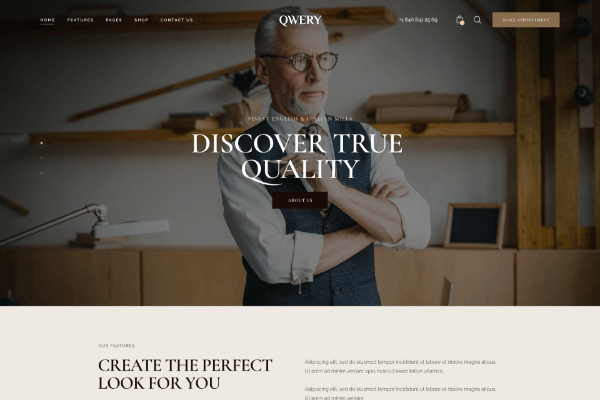 HOME FEATURES PAGES SHOP CONTACT US QWERY +1 840 841 25 69 MAKE APPOINTMENT
FINEST ENGLISH & ITALIAN MILLS
DISCOVER TRUE
QUALITY
ABOUT US
OUR FEATURES
CREATE THE PERFECT
LOOK FOR YOU
Adipiscing elit, sed do eiusmod tempor incididunt ut labore et dolore magna aliqua.
Ut enim ad minim veniam, quis nostrud exercitation ullamco.
Adipiscing elit, sed do eiusmod tempor incididunt ut labore et dolore magna aliqua.
Ut enim ad minim veniam.